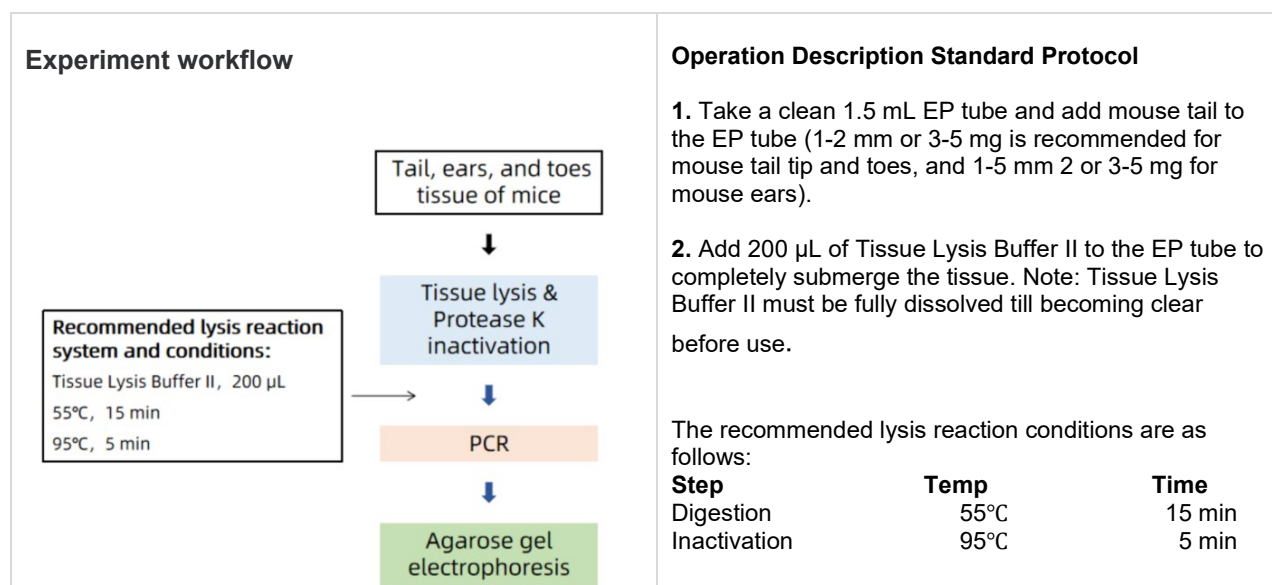 Experiment workflow
Tail, ears, and toes
tissue of mice
Tissue lysis &
Protease K
inactivation
Recommended lysis reaction
system and conditions:
Tissue Lysis Buffer II, 200 μL
55℃, 15 min
95℃, 5 min
PCR
Agarose gel
electrophoresis
Operation Description Standard Protocol
1. Take a clean 1.5 mL EP tube and add mouse tail to
the EP tube (1-2 mm or 3-5 mg is recommended for
mouse tail tip and toes, and 1-5 mm 2 or 3-5 mg for
mouse ears).
2. Add 200 μL of Tissue Lysis Buffer II to the EP tube to
completely submerge the tissue. Note: Tissue Lysis
Buffer II must be fully dissolved till becoming clear
before use.
The recommended lysis reaction conditions are as
follows:
Step Temp Time
Digestion 55℃ 15 min
Inactivation 95℃ 5 min